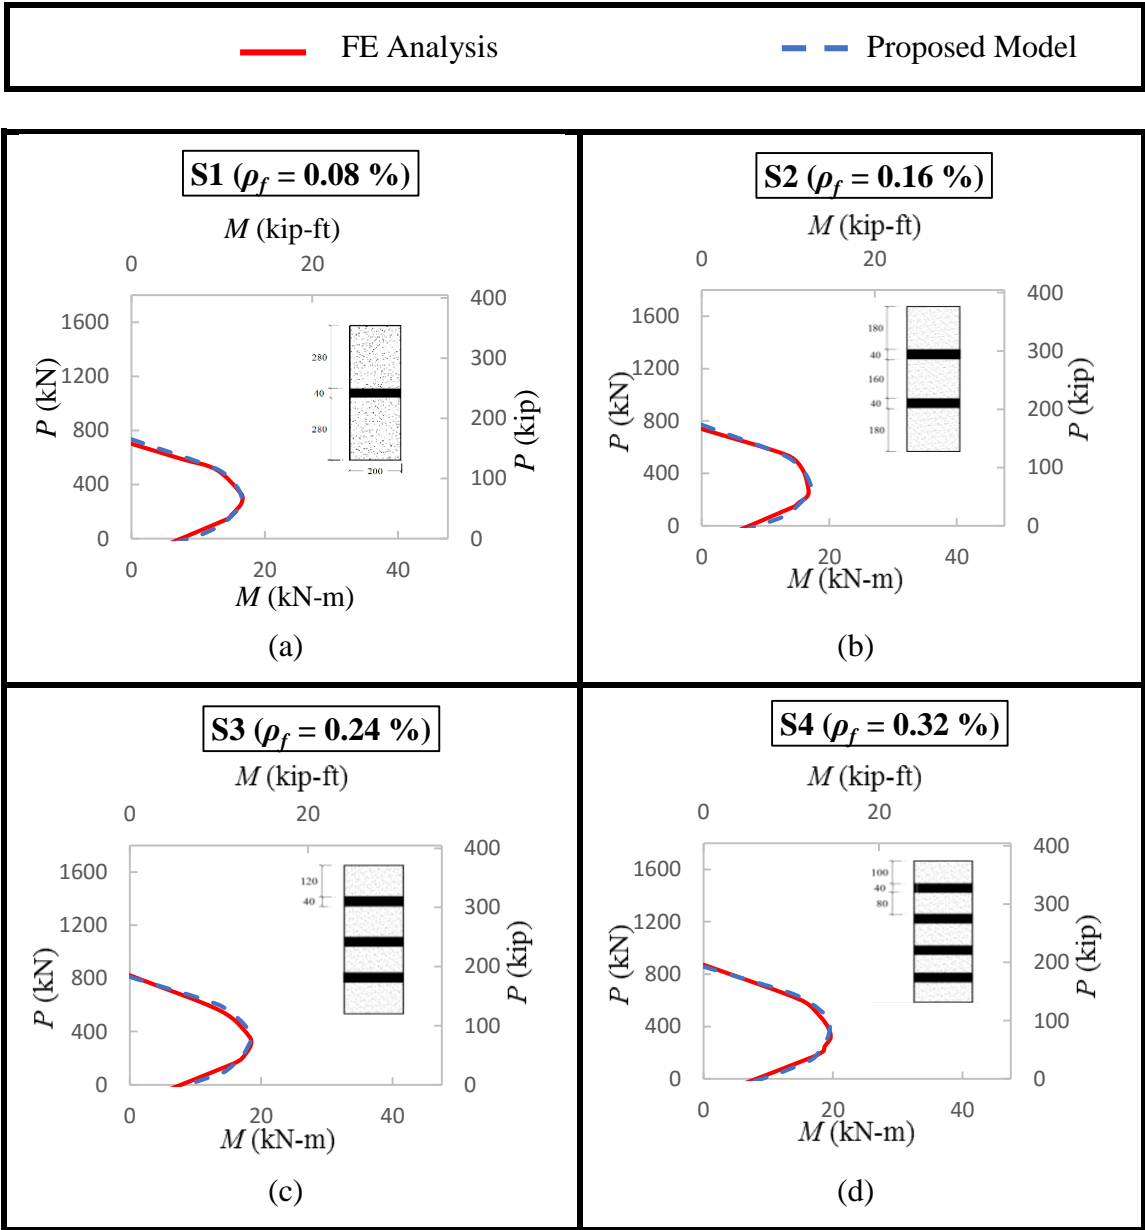 FE Analysis
Proposed Model
S1 (ρf = 0.08 %)
M (kip-ft)
0 20
1600 400
1200 300
800 200
400 100
0 0
P (kN)
P (kip)
280
40
280
200
0 20 40
M (kN-m)
(a)
S2 (ρf = 0.16 %)
M (kip-ft)
0 20
1600 400
1200 300
800 200
400 100
0 0
P (kN)
P (kip)
180
40
160
40
180
0 20 40
M (kN-m)
(b)
S3 (ρf = 0.24 %)
M (kip-ft)
0 20
1600 400
1200 300
800 200
400 100
0 0
P (kN)
P (kip)
120
40
0 20 40
M (kN-m)
(c)
S4 (ρf = 0.32 %)
M (kip-ft)
0 20
1600 400
1200 300
800 200
400 100
0 0
P (kN)
P (kip)
100
40
80
0 20 40
M (kN-m)
(d)